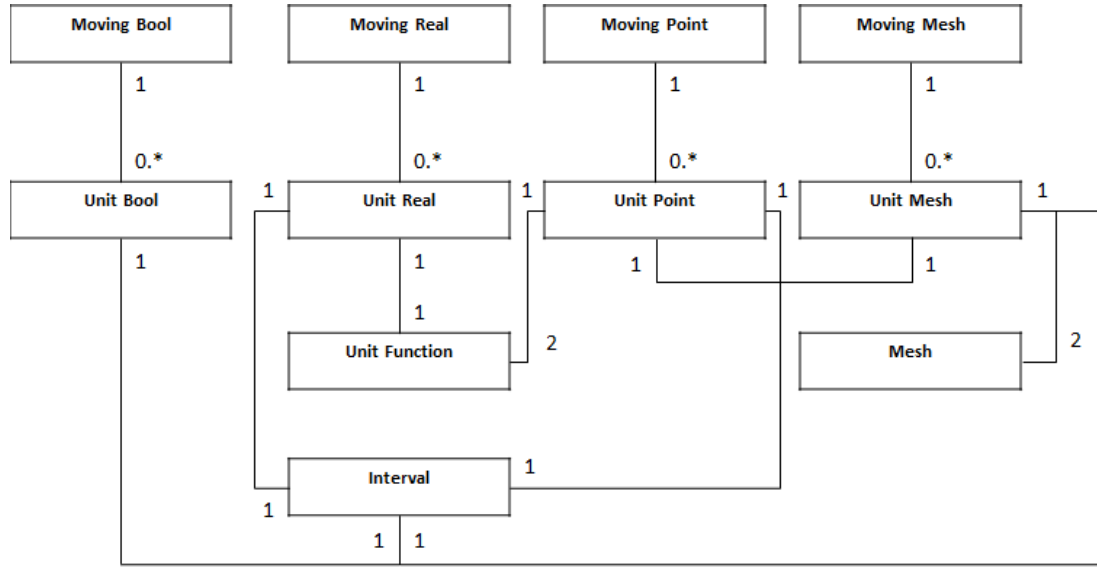 Moving Bool
Moving Real
Moving Point
Moving Mesh
1
1
1
1
0.*
0.*
0.*
0.*
Unit Bool
1
Unit Real
1
Unit Point
1
Unit Mesh
1
1
1
1
1
1
Unit Function
2
Mesh
2
Interval
1
1
1
1